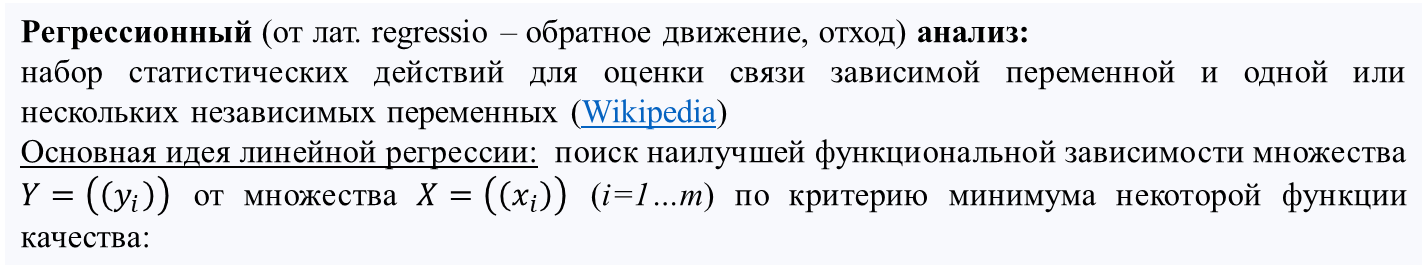 Регрессионный (от лат. regressio – обратное движение, отход) анализ:
набор статистических действий для оценки связи зависимой переменной и одной или
нескольких независимых переменных (Wikipedia)
Основная идея линейной регрессии: поиск наилучшей функциональной зависимости множества
Y = ((yᵢ)) от множества X = ((xᵢ)) (i=1…m) по критерию минимума некоторой функции
качества: